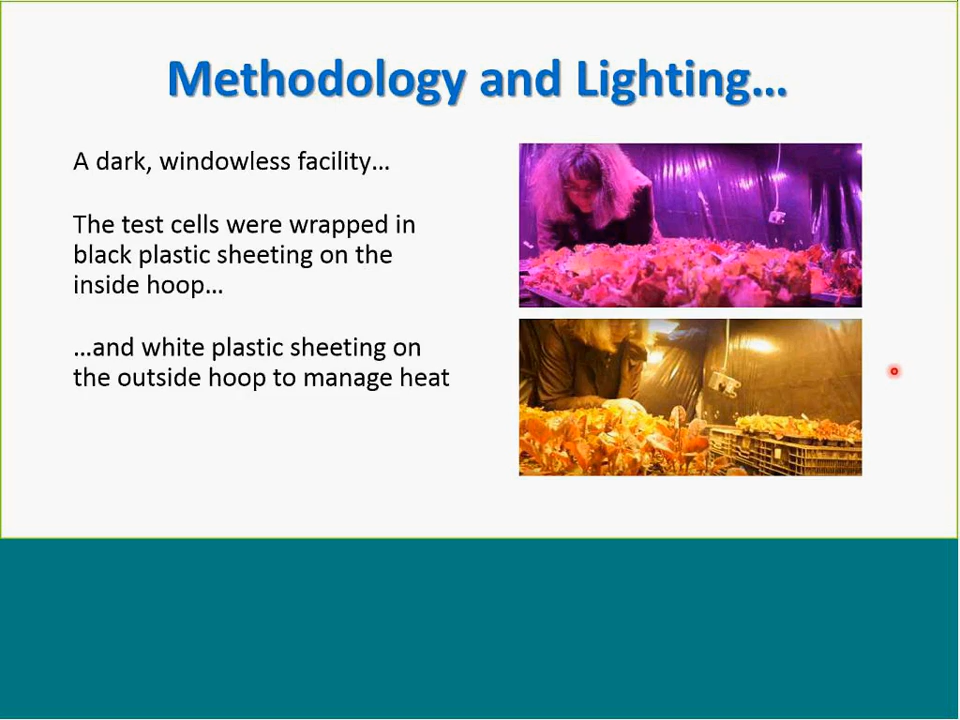 Methodology and Lighting…
A dark, windowless facility…
The test cells were wrapped in
black plastic sheeting on the
inside hoop…
…and white plastic sheeting on
the outside hoop to manage heat